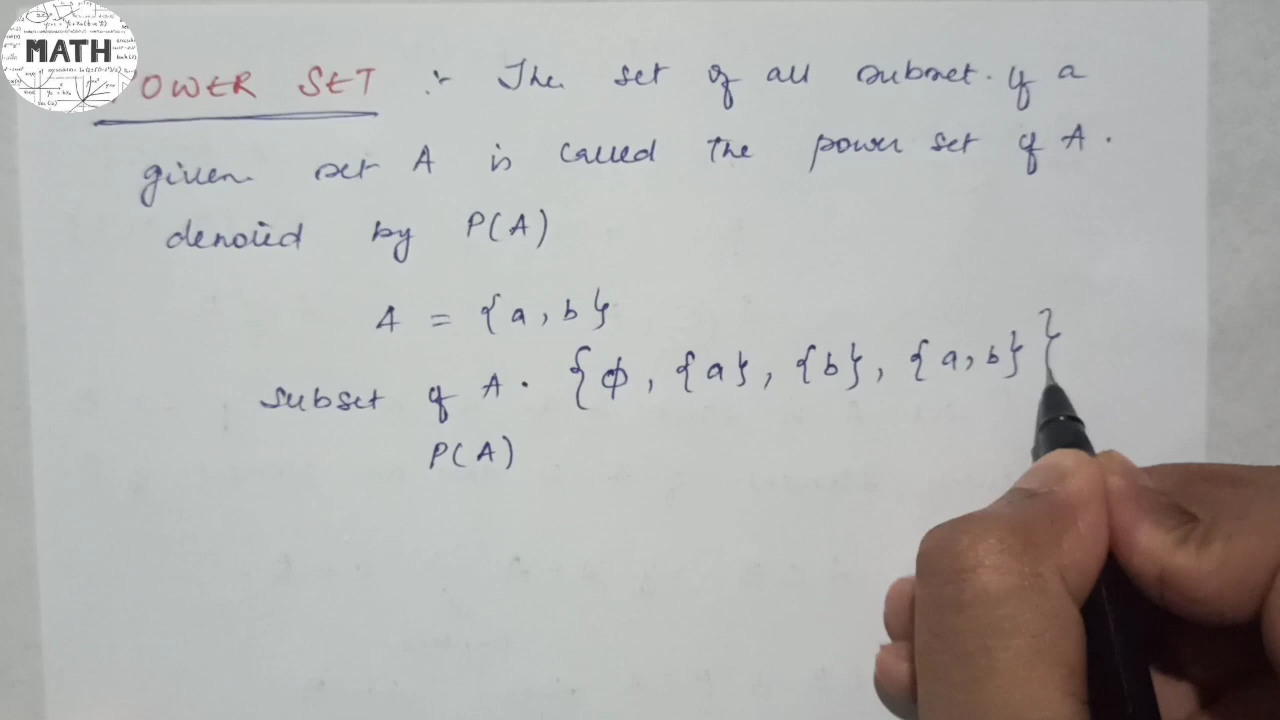 MATH
OWER SET :- The set of all subset of a
given set A is called the power set of A.
denoted by P(A)
A = {a, b}
subset of A. {φ, {a}, {b}, {a, b}}
P(A)